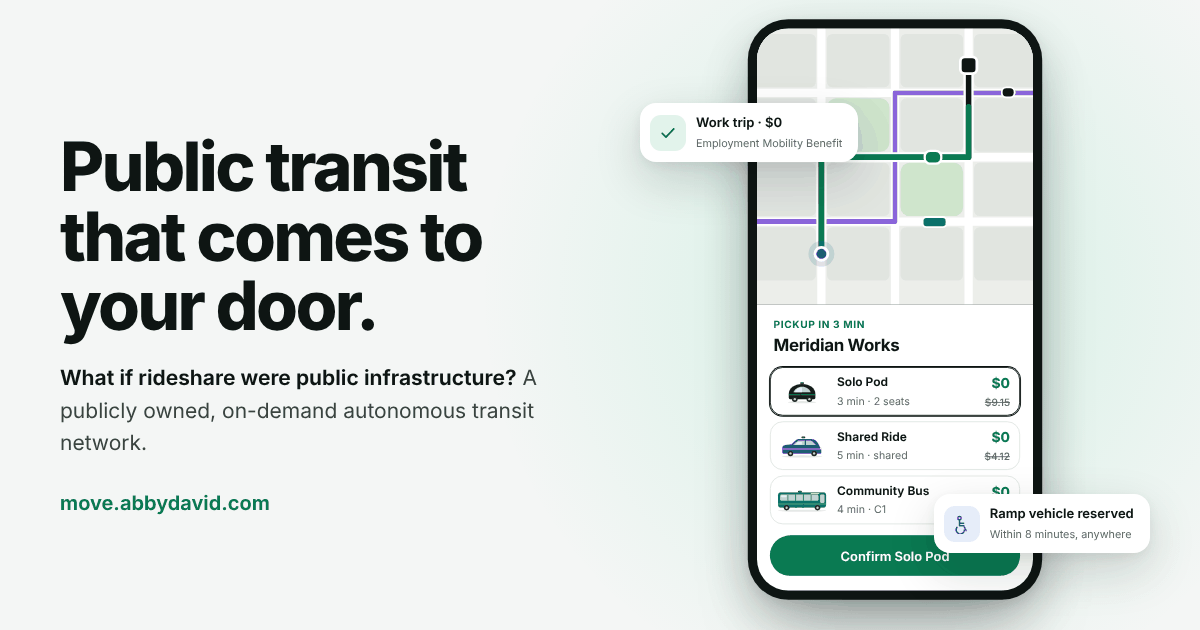 Public transit
that comes to
your door.
What if rideshare were public infrastructure? A
publicly owned, on-demand autonomous transit
network.
move.abbydavid.com
Work trip · $0
Employment Mobility Benefit
PICKUP IN 3 MIN
Meridian Works
Solo Pod
$0
3 min · 2 seats
$9.15
Shared Ride
$0
5 min · shared
$4.12
Community Bus
$0
4 min · C1
Ramp vehicle reserved
Within 8 minutes, anywhere
Confirm Solo Pod